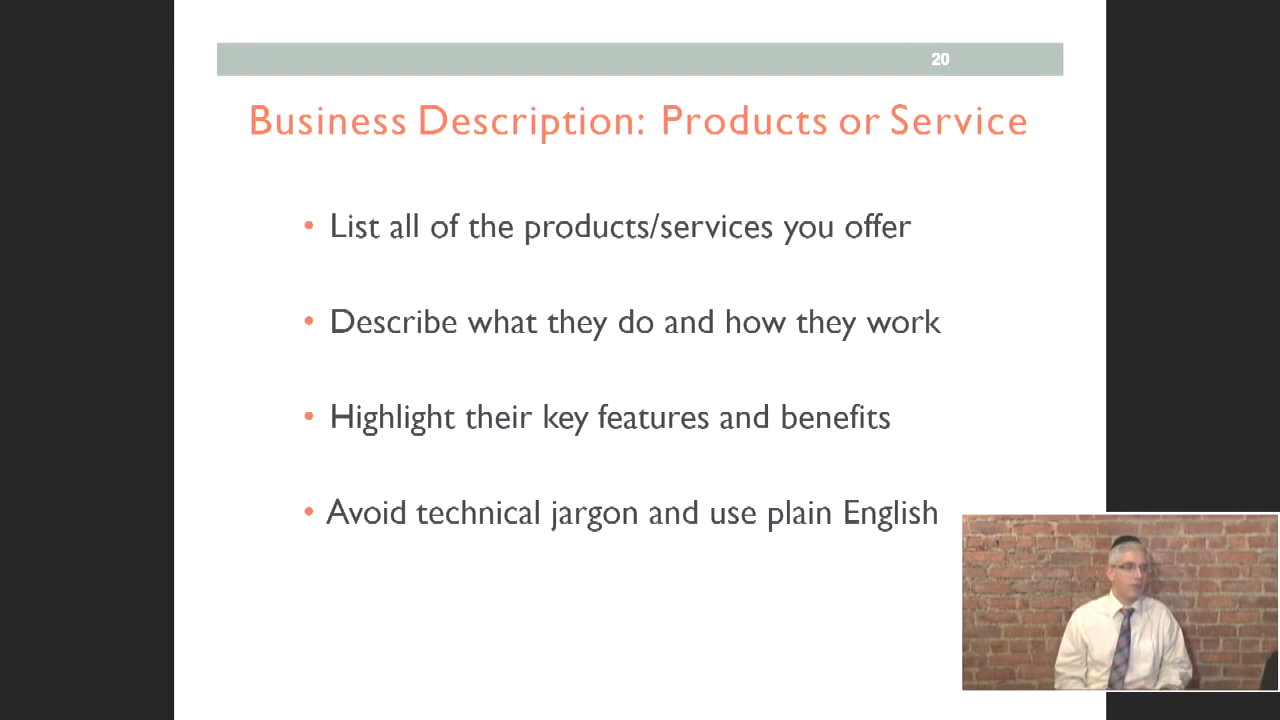 20
Business Description: Products or Service
• List all of the products/services you offer
• Describe what they do and how they work
• Highlight their key features and benefits
• Avoid technical jargon and use plain English